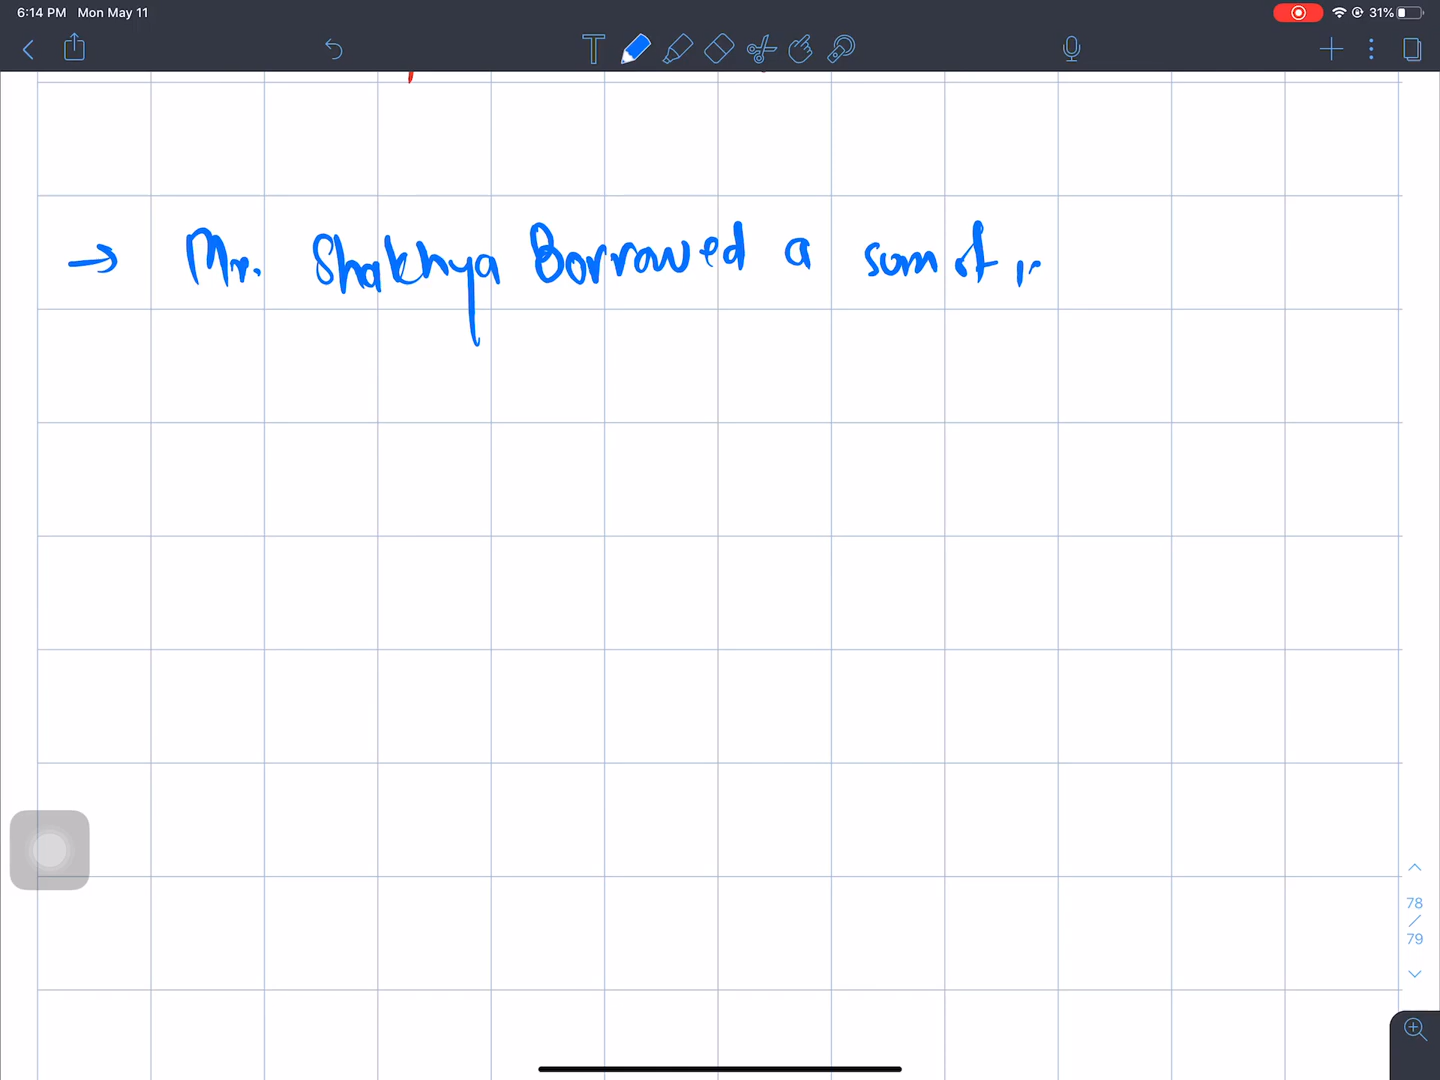 6:14 PM Mon May 11
31%
T
→ Mr. Shakhya Borrowed a sum of
78
/
79